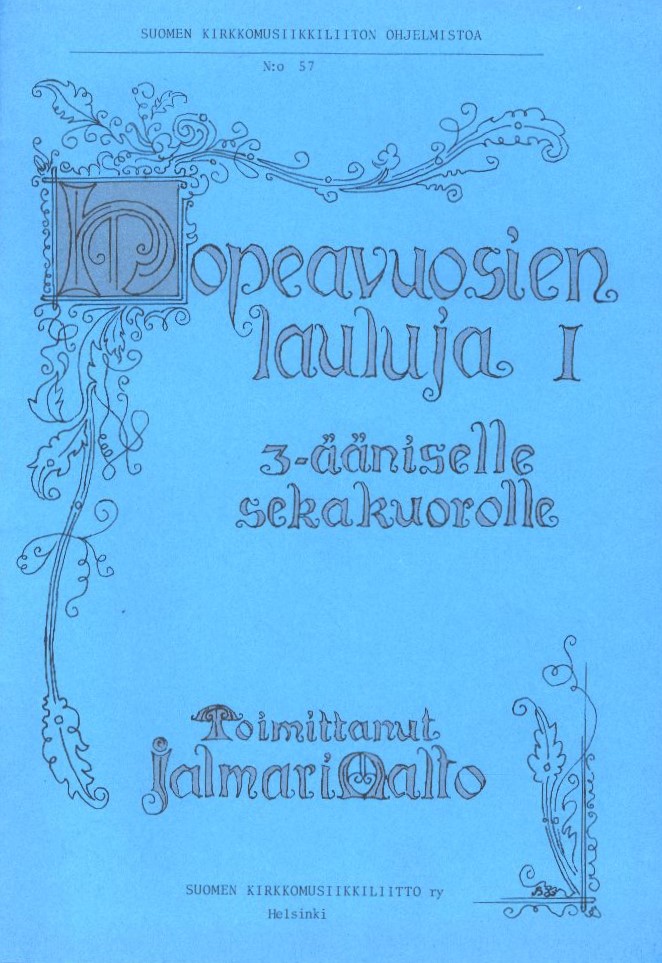 SUOMEN KIRKKOMUSIIKKILIITON OHJELMISTOA
N:o 57
Hopeavuosien
lauluja I
3-ääniselle
sekakuorolle
Toimittanut
Jalmari Aalto
SUOMEN KIRKKOMUSIIKKILIITTO ry
Helsinki